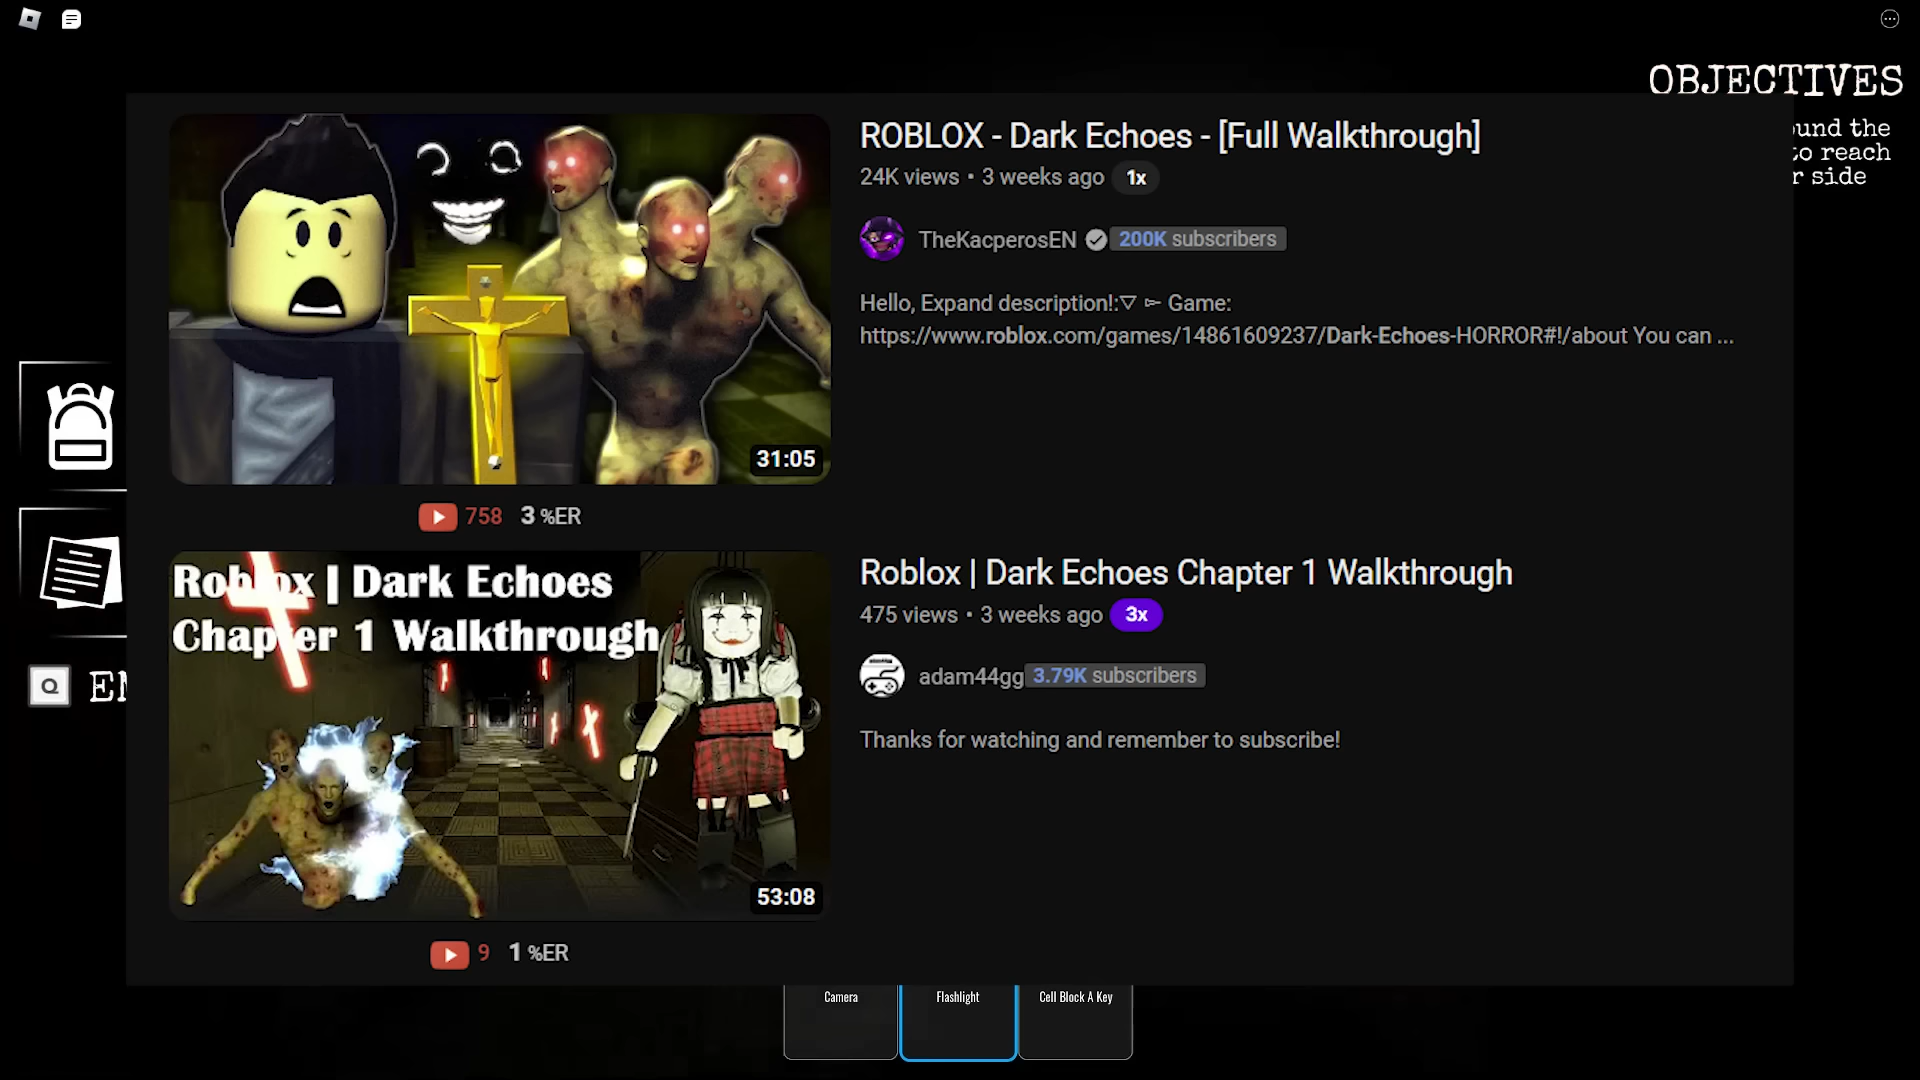 OBJECTIVES
ound the
to reach
r side
ROBLOX - Dark Echoes - [Full Walkthrough]
24K views • 3 weeks ago 1x
TheKacperosEN 200K subscribers
Hello, Expand description!:▽ ⌲ Game:
https://www.roblox.com/games/14861609237/Dark-Echoes-HORROR#!/about You can ...
31:05
758 3 %ER
Roblox | Dark Echoes
Chapter 1 Walkthrough
53:08
9 1 %ER
Roblox | Dark Echoes Chapter 1 Walkthrough
475 views • 3 weeks ago 3x
adam44gg 3.79K subscribers
Thanks for watching and remember to subscribe!
Q
Camera
Flashlight
Cell Block A Key